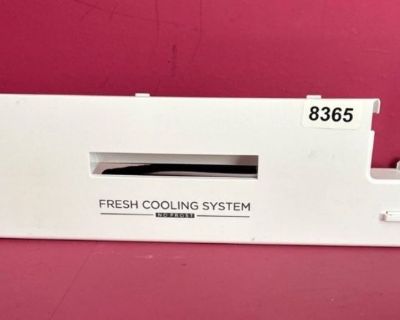 8365
FRESH COOLING SYSTEM
NO FROST